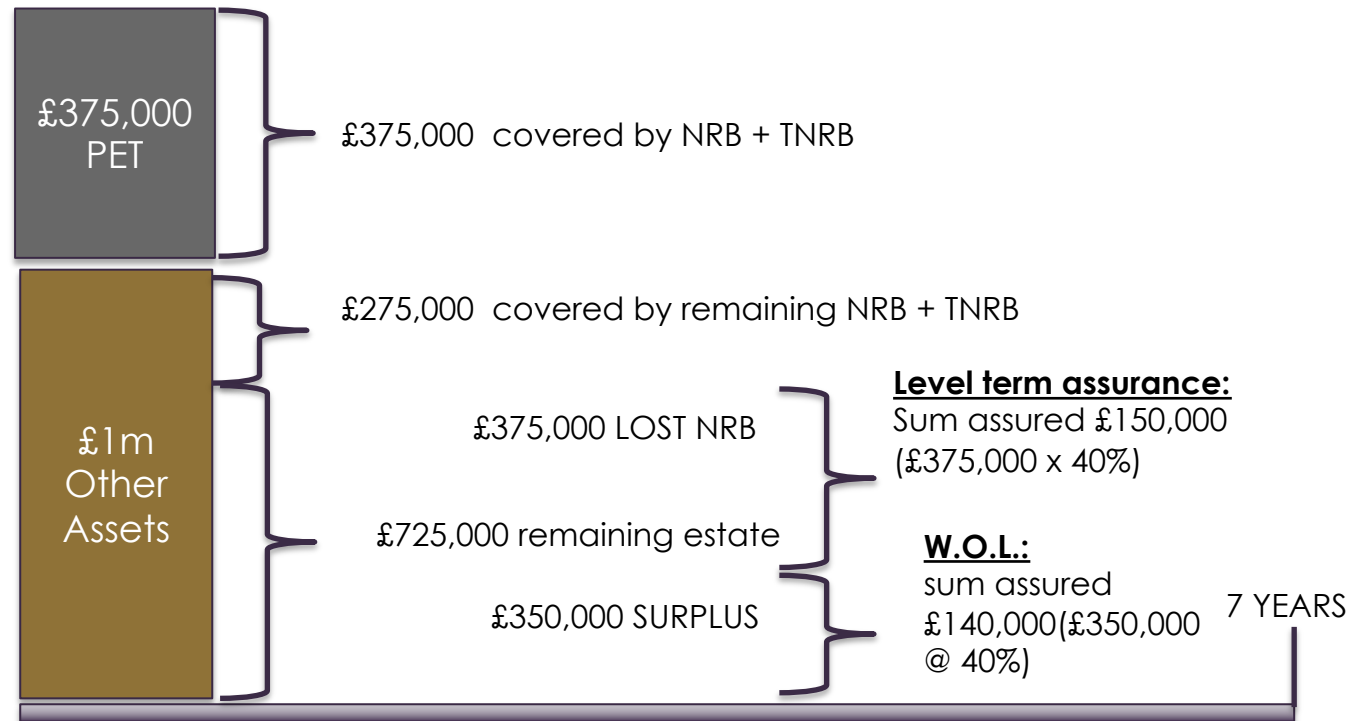 £375,000
PET
£375,000  covered by NRB + TNRB
£275,000  covered by remaining NRB + TNRB
£1m
Other
Assets
£375,000 LOST NRB
£725,000 remaining estate
£350,000 SURPLUS
Level term assurance:
Sum assured £150,000
(£375,000 x 40%)
W.O.L.:
sum assured
£140,000(£350,000
@ 40%)
7 YEARS